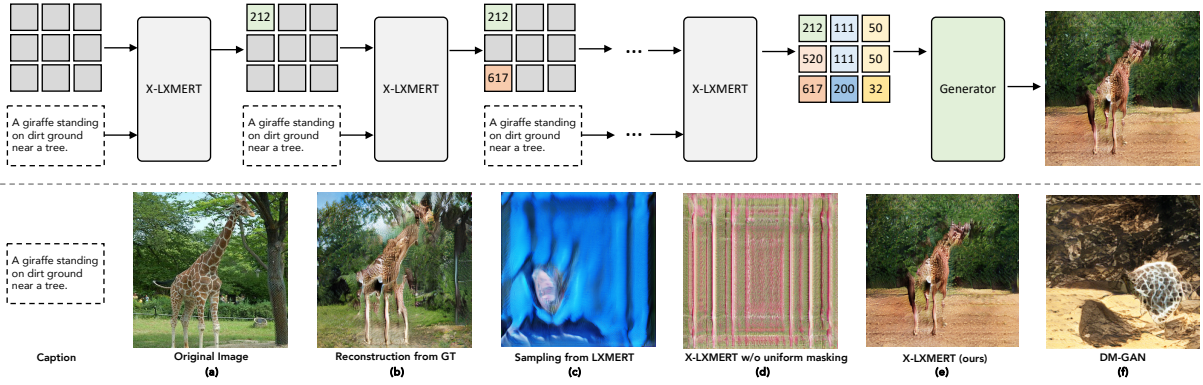 212
212
212 111 50
520 111 50
617
617 200 32
X-LXMERT
X-LXMERT
...
X-LXMERT
Generator
A giraffe standing
on dirt ground
near a tree.
A giraffe standing
on dirt ground
near a tree.
A giraffe standing
on dirt ground
near a tree.
...
A giraffe standing
on dirt ground
near a tree.
Caption
Original Image
(a)
Reconstruction from GT
(b)
Sampling from LXMERT
(c)
X-LXMERT w/o uniform masking
(d)
X-LXMERT (ours)
(e)
DM-GAN
(f)